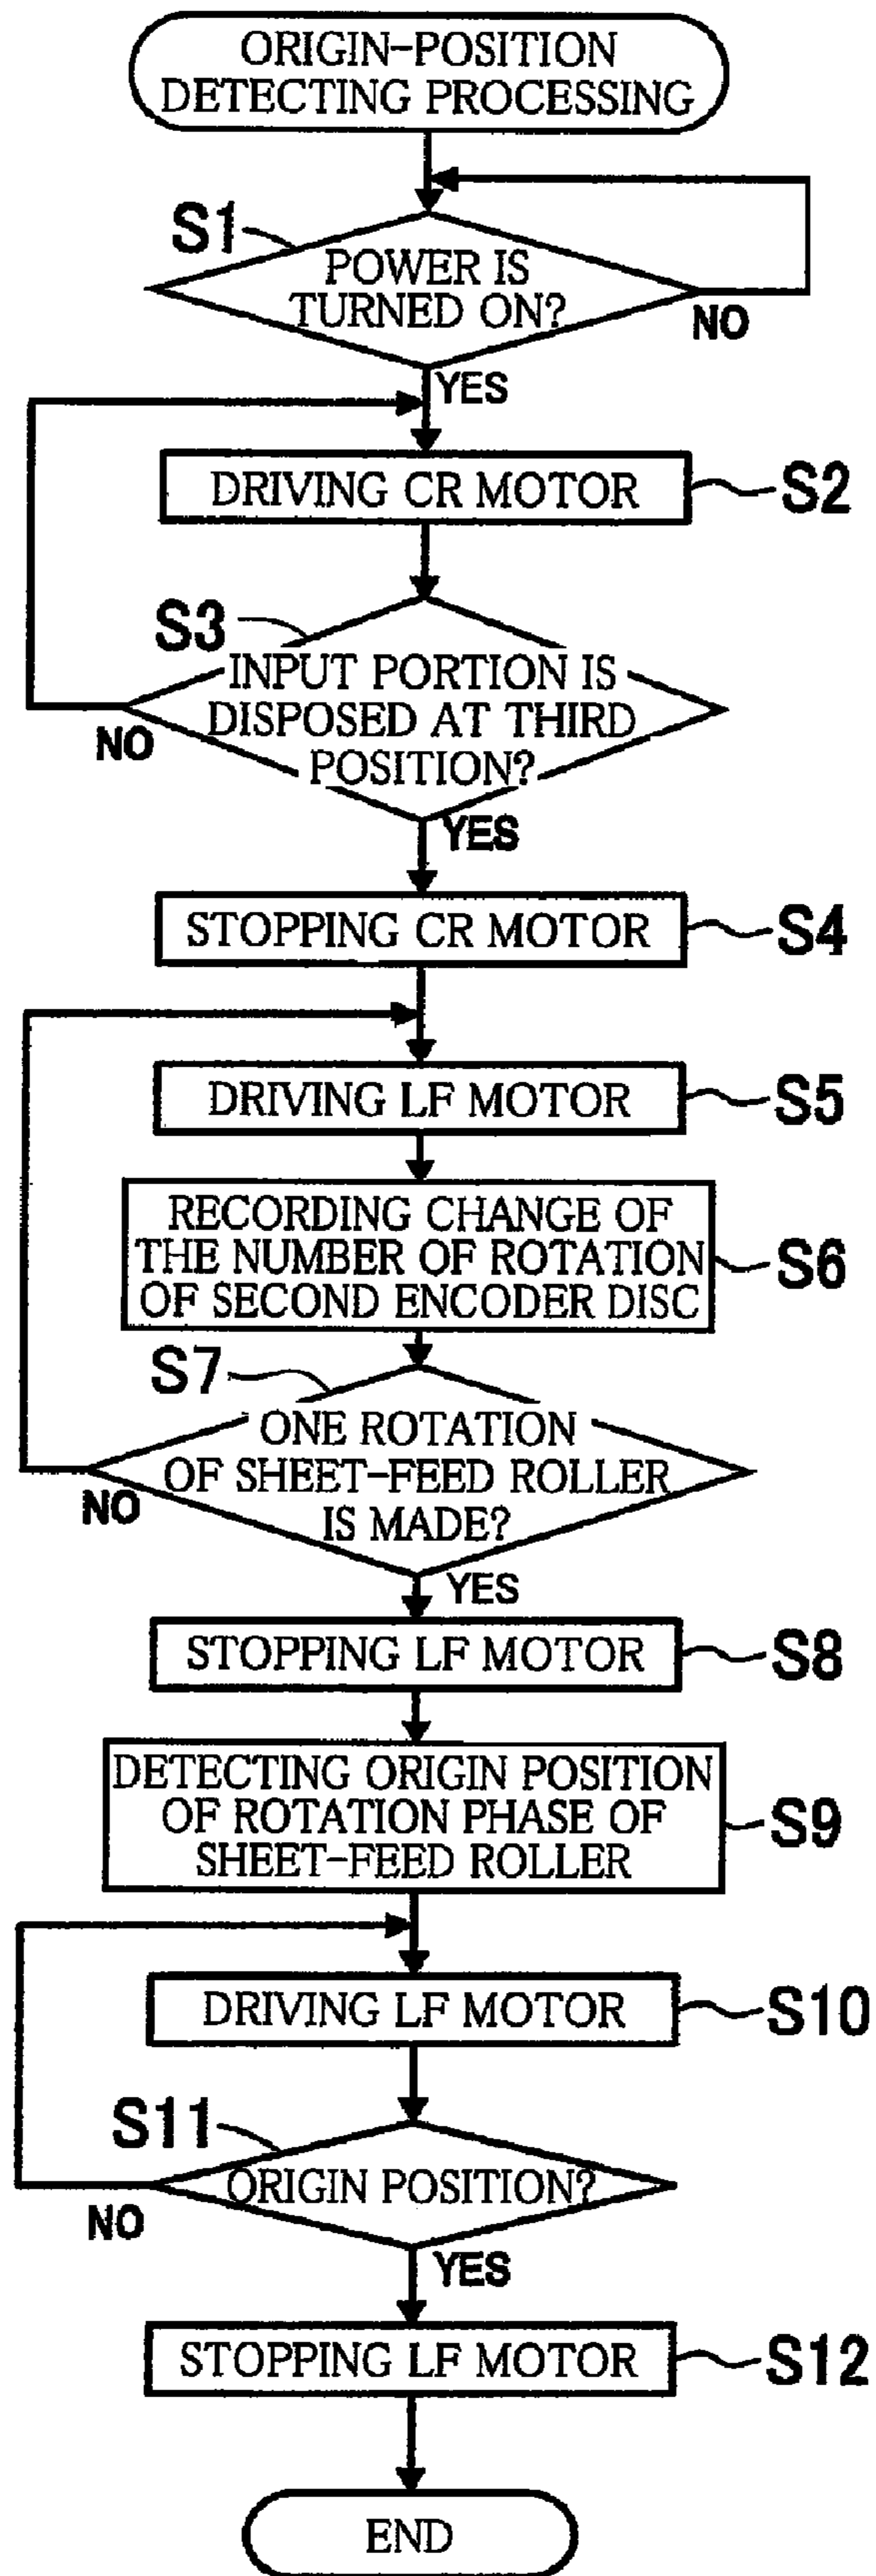 ORIGIN-POSITION
DETECTING PROCESSING
S1
POWER IS
TURNED ON?
NO
YES
DRIVING CR MOTOR
S2
S3
INPUT PORTION IS
DISPOSED AT THIRD
POSITION?
NO
YES
STOPPING CR MOTOR
S4
DRIVING LF MOTOR
S5
RECORDING CHANGE OF
THE NUMBER OF ROTATION
OF SECOND ENCODER DISC
S6
S7
ONE ROTATION
OF SHEET-FEED ROLLER
IS MADE?
NO
YES
STOPPING LF MOTOR
S8
DETECTING ORIGIN POSITION
OF ROTATION PHASE OF
SHEET-FEED ROLLER
S9
DRIVING LF MOTOR
S10
S11
ORIGIN POSITION?
NO
YES
STOPPING LF MOTOR
S12
END